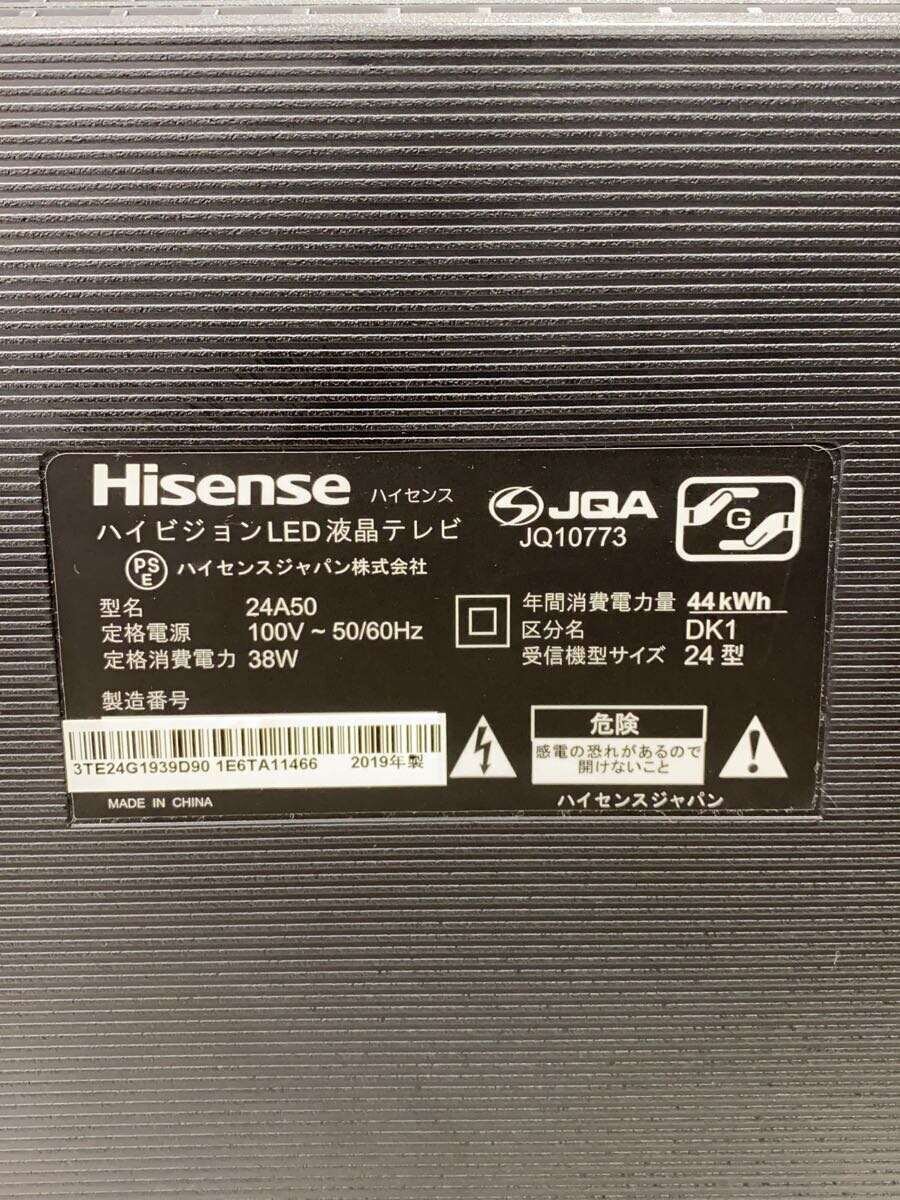 Hisense ハイセンス
ハイビジョンLED液晶テレビ
PSE ハイセンスジャパン株式会社
JQA
JQ10773
G
型名 24A50
定格電源 100V ~ 50/60Hz
定格消費電力 38W
年間消費電力量 44kWh
区分名 DK1
受信機型サイズ 24型
製造番号
3TE24G1939D90 1E6TA11466 2019年製
MADE IN CHINA
危険
感電の恐れがあるので
開けないこと
ハイセンスジャパン